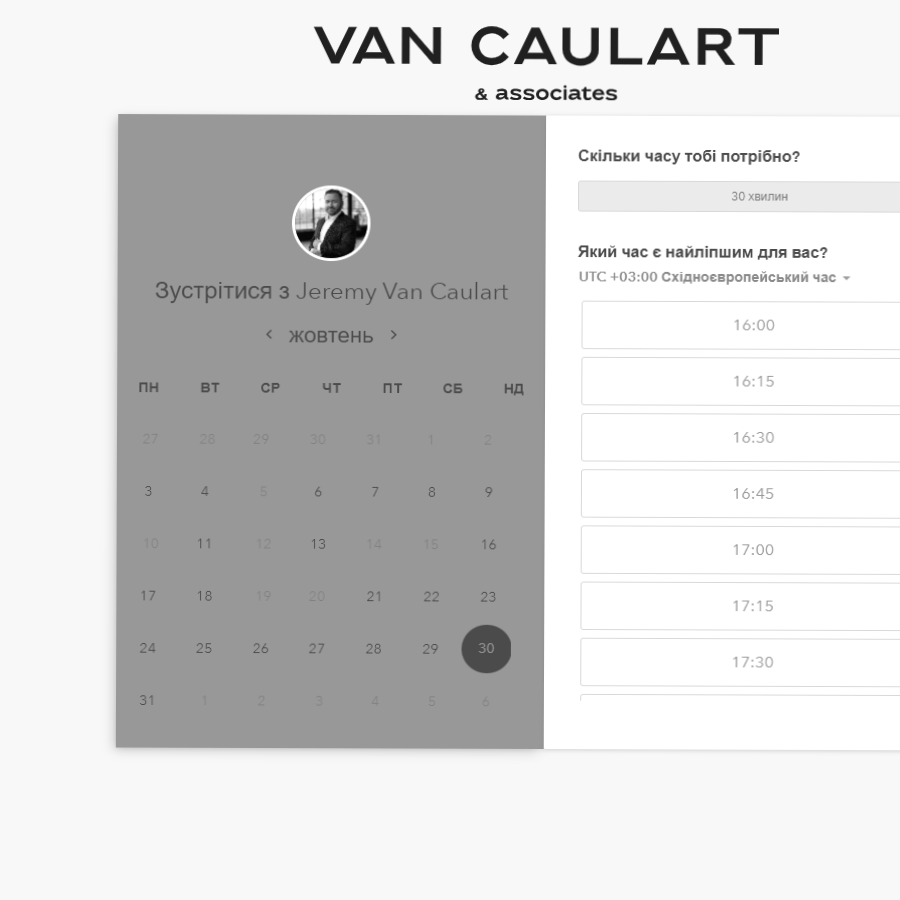 VAN CAULART
& associates
Зустрітися з Jeremy Van Caulart
жовтень
ПН ВТ СР ЧТ ПТ СБ НД
27 28 29 30 31 1 2
3 4 5 6 7 8 9
10 11 12 13 14 15 16
17 18 19 20 21 22 23
24 25 26 27 28 29 30
31 1 2 3 4 5 6
Скільки часу тобі потрібно?
30 хвилин
Який час є найліпшим для вас?
UTC +03:00 Східноєвропейський час
16:00
16:15
16:30
16:45
17:00
17:15
17:30